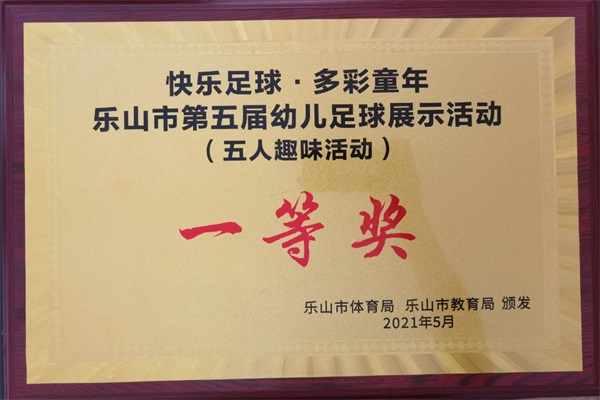 快乐足球·多彩童年
乐山市第五届幼儿足球展示活动
（五人趣味活动）
一等奖
乐山市体育局 乐山市教育局 颁发
2021年5月